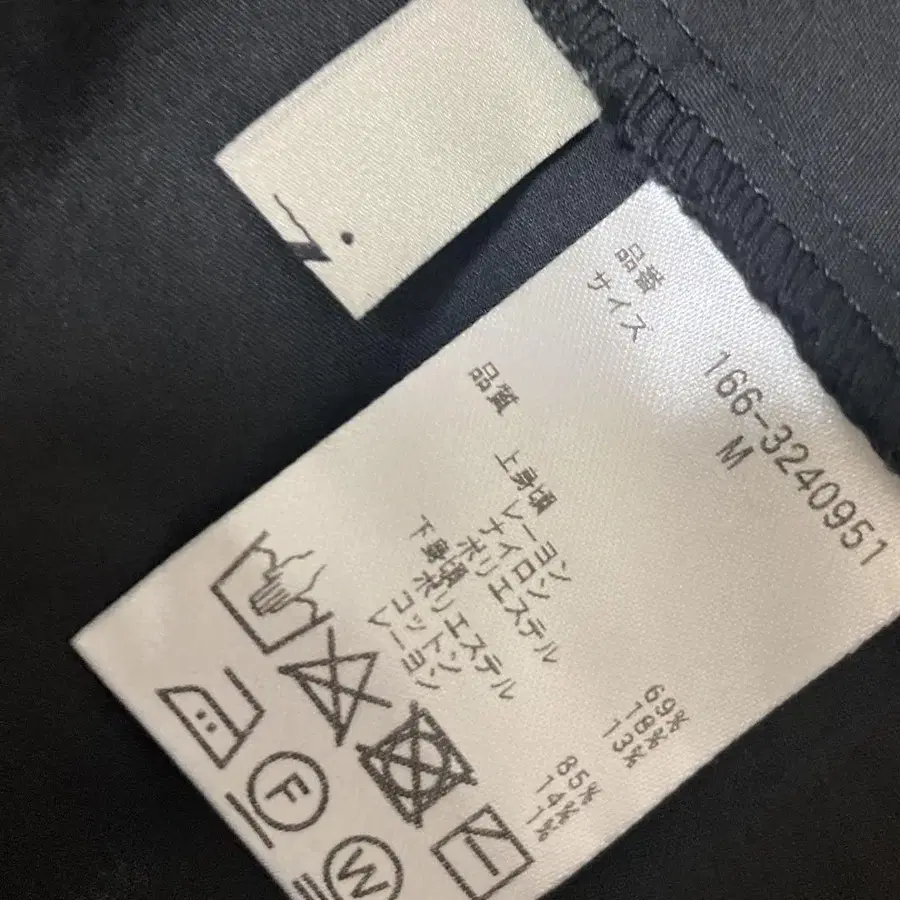 品番 166-3240951
サイズ M
品質
上身頃
レーヨン 69%
ナイロン 18%
ポリエステル 13%
下身頃
ポリエステル 85%
コットン 14%
レーヨン 1%
F
W